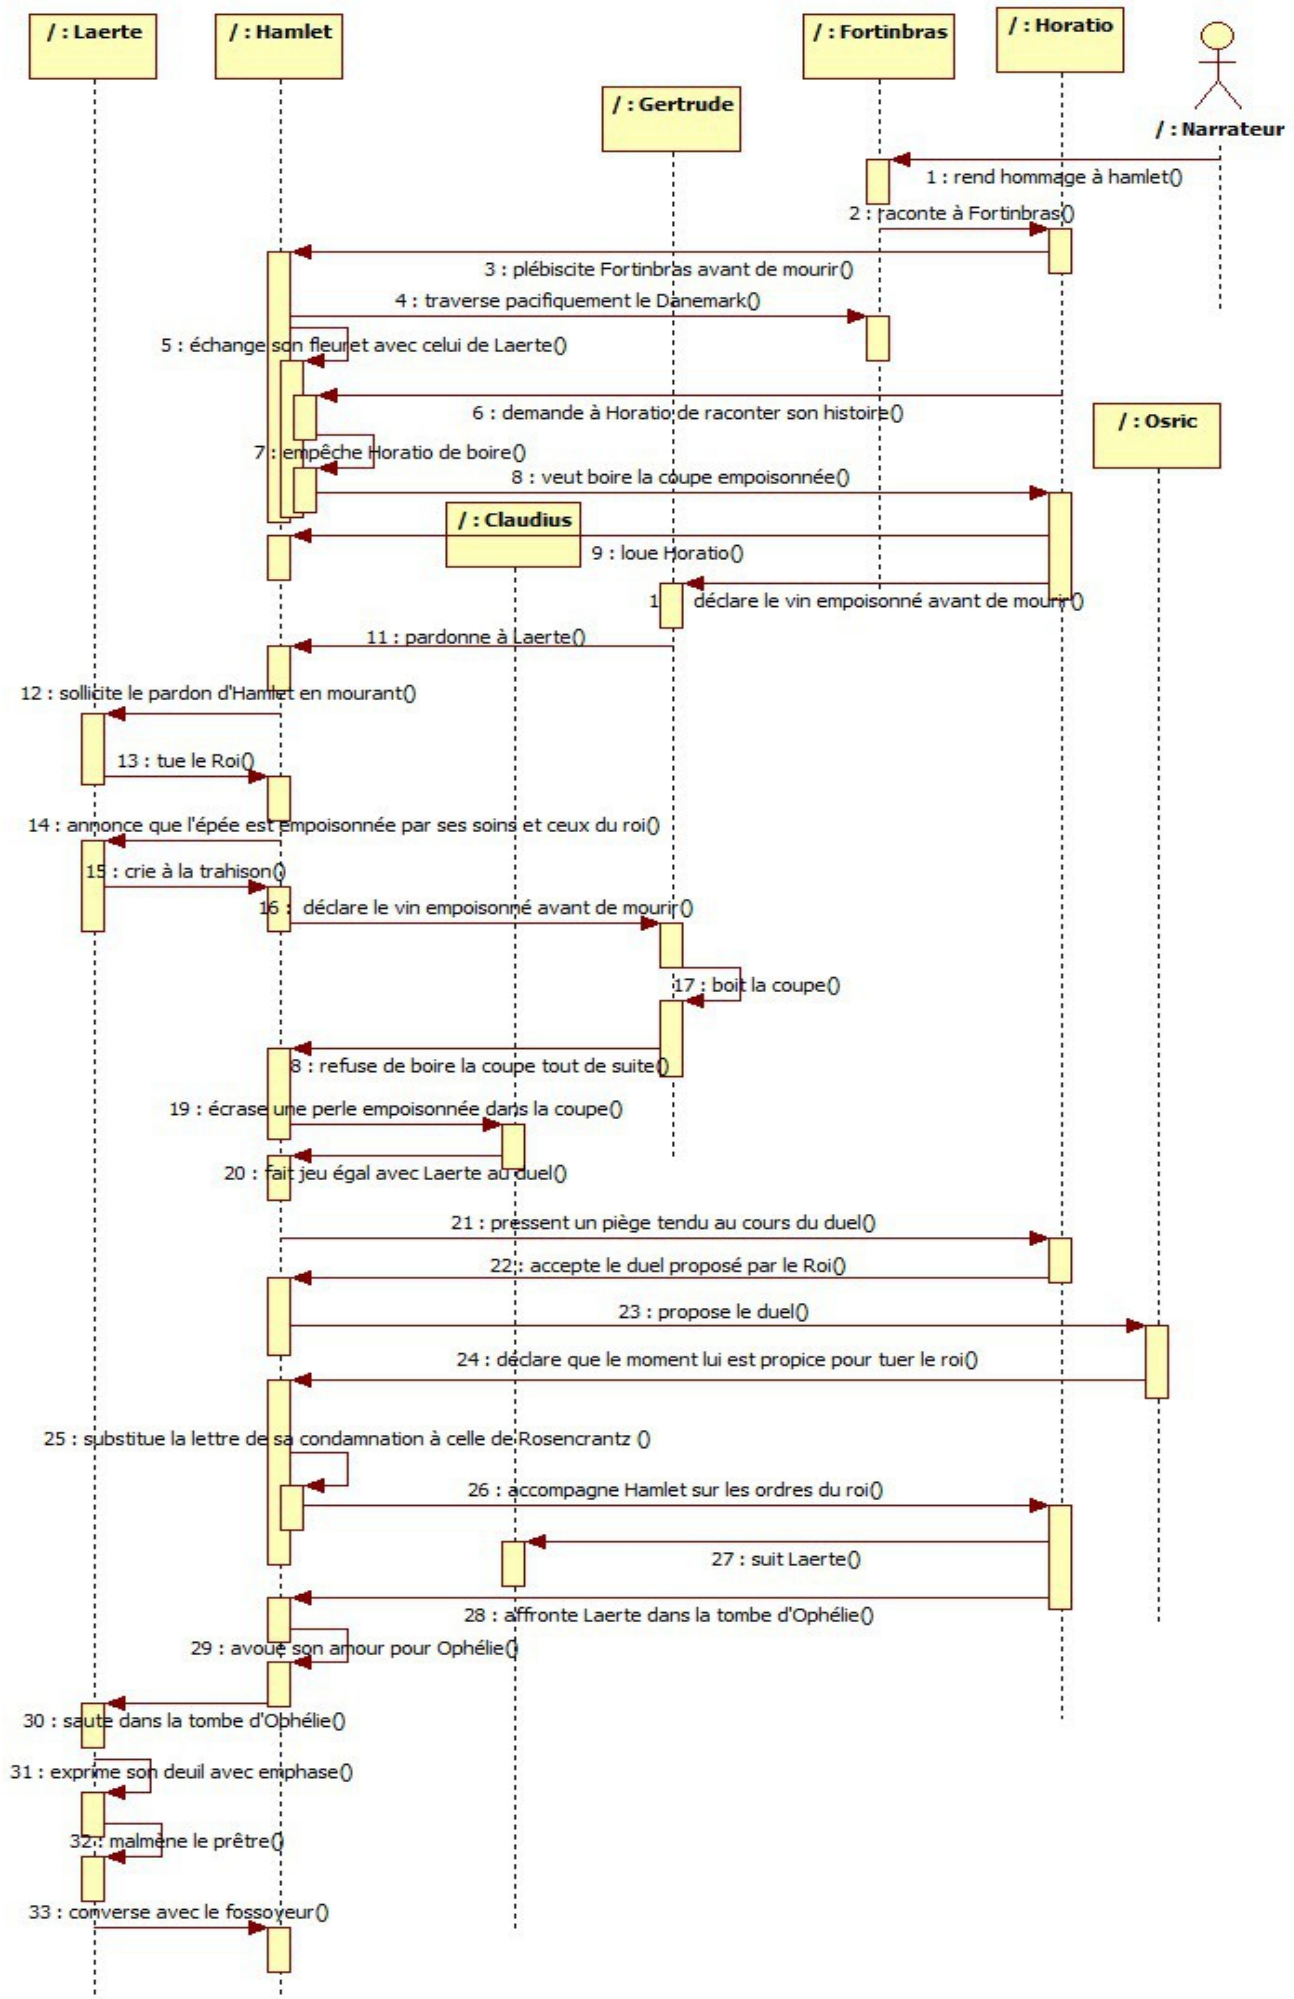 / : Laerte
/ : Hamlet
/ : Fortinbras
/ : Horatio
/ : Gertrude
/ : Narrateur
1 : rend hommage à hamlet()
2 : raconte à Fortinbras()
3 : plébiscite Fortinbras avant de mourir()
4 : traverse pacifiquement le Danemark()
5 : échange son fleuret avec celui de Laerte()
6 : demande à Horatio de raconter son histoire()
/ : Osric
7 : empêche Horatio de boire()
8 : veut boire la coupe empoisonnée()
/ : Claudius
9 : loue Horatio()
1 déclare le vin empoisonné avant de mourir()
11 : pardonne à Laerte()
12 : sollicite le pardon d'Hamlet en mourant()
13 : tue le Roi()
14 : annonce que l'épée est empoisonnée par ses soins et ceux du roi()
15 : crie à la trahison()
16 : déclare le vin empoisonné avant de mourir()
17 : boit la coupe()
8 : refuse de boire la coupe tout de suite()
19 : écrase une perle empoisonnée dans la coupe()
20 : fait jeu égal avec Laerte au duel()
21 : pressent un piège tendu au cours du duel()
22 : accepte le duel proposé par le Roi()
23 : propose le duel()
24 : déclare que le moment lui est propice pour tuer le roi()
25 : substitue la lettre de sa condamnation à celle de Rosencrantz ()
26 : accompagne Hamlet sur les ordres du roi()
27 : suit Laerte()
28 : affronte Laerte dans la tombe d'Ophélie()
29 : avoue son amour pour Ophélie()
30 : saute dans la tombe d'Ophélie()
31 : exprime son deuil avec emphase()
32 : malmène le prêtre()
33 : converse avec le fossoyeur()